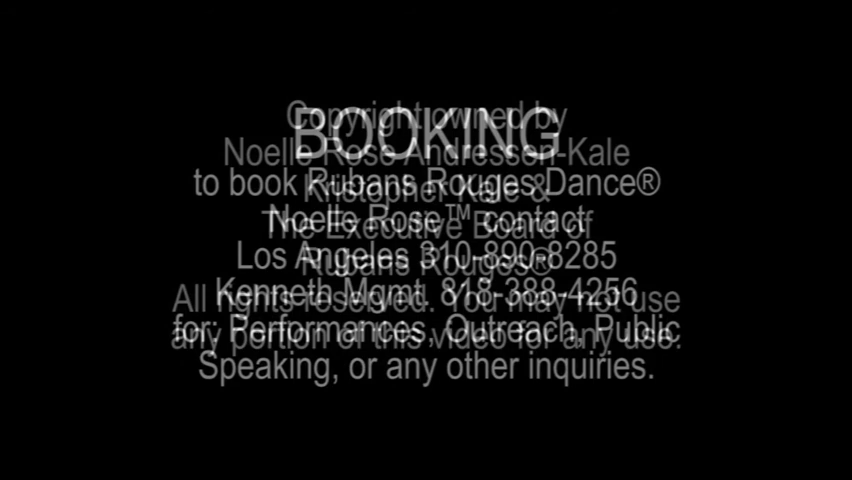 Copyright owned by
Noelle Rose Andressen-Kale
Kristopher Kale &
The Executive Board of
Rubans Rouges®
All rights reserved. You may not use
any portion of this video for any use.
BOOKING
to book Rubans Rouges Dance®
Noelle Rose™ contact
Los Angeles 310-890-8285
Kenneth Mgmt. 818-388-4256
for, Performances, Outreach, Public
Speaking, or any other inquiries.